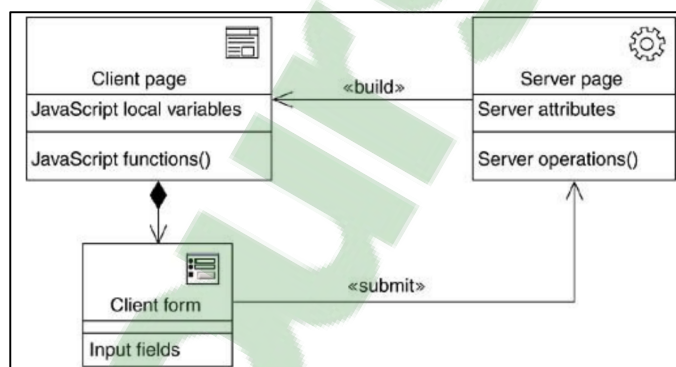 Client page
JavaScript local variables
JavaScript functions()
«build»
Server page
Server attributes
Server operations()
Client form
Input fields
«submit»